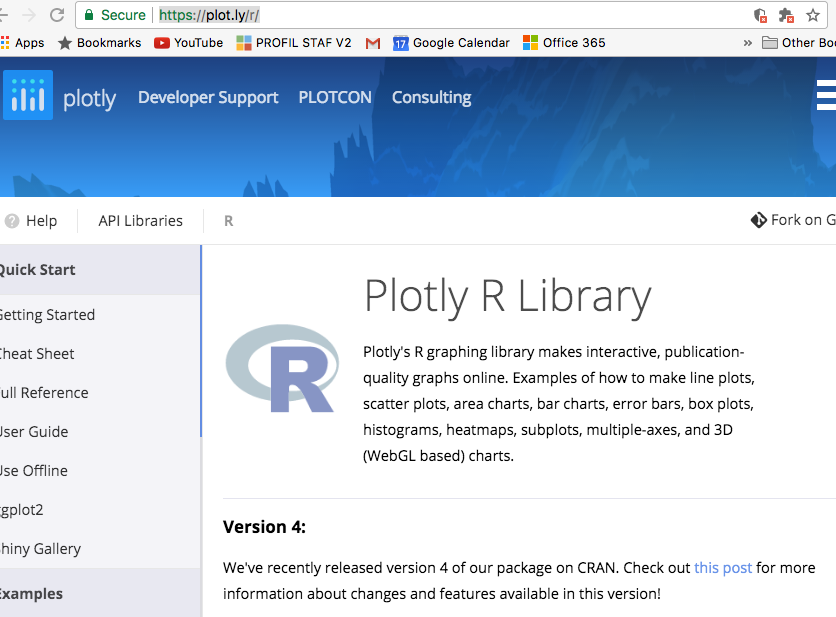 Secure https://plot.ly/r/
Apps Bookmarks YouTube PROFIL STAF V2 17 Google Calendar Office 365 » Other Boo
plotly Developer Support PLOTCON Consulting
? Help API Libraries R Fork on G
Quick Start
Getting Started
Cheat Sheet
ull Reference
User Guide
Use Offline
ggplot2
Shiny Gallery
Examples
Plotly R Library
R
Plotly's R graphing library makes interactive, publication-
quality graphs online. Examples of how to make line plots,
scatter plots, area charts, bar charts, error bars, box plots,
histograms, heatmaps, subplots, multiple-axes, and 3D
(WebGL based) charts.
Version 4:
We've recently released version 4 of our package on CRAN. Check out this post for more
information about changes and features available in this version!